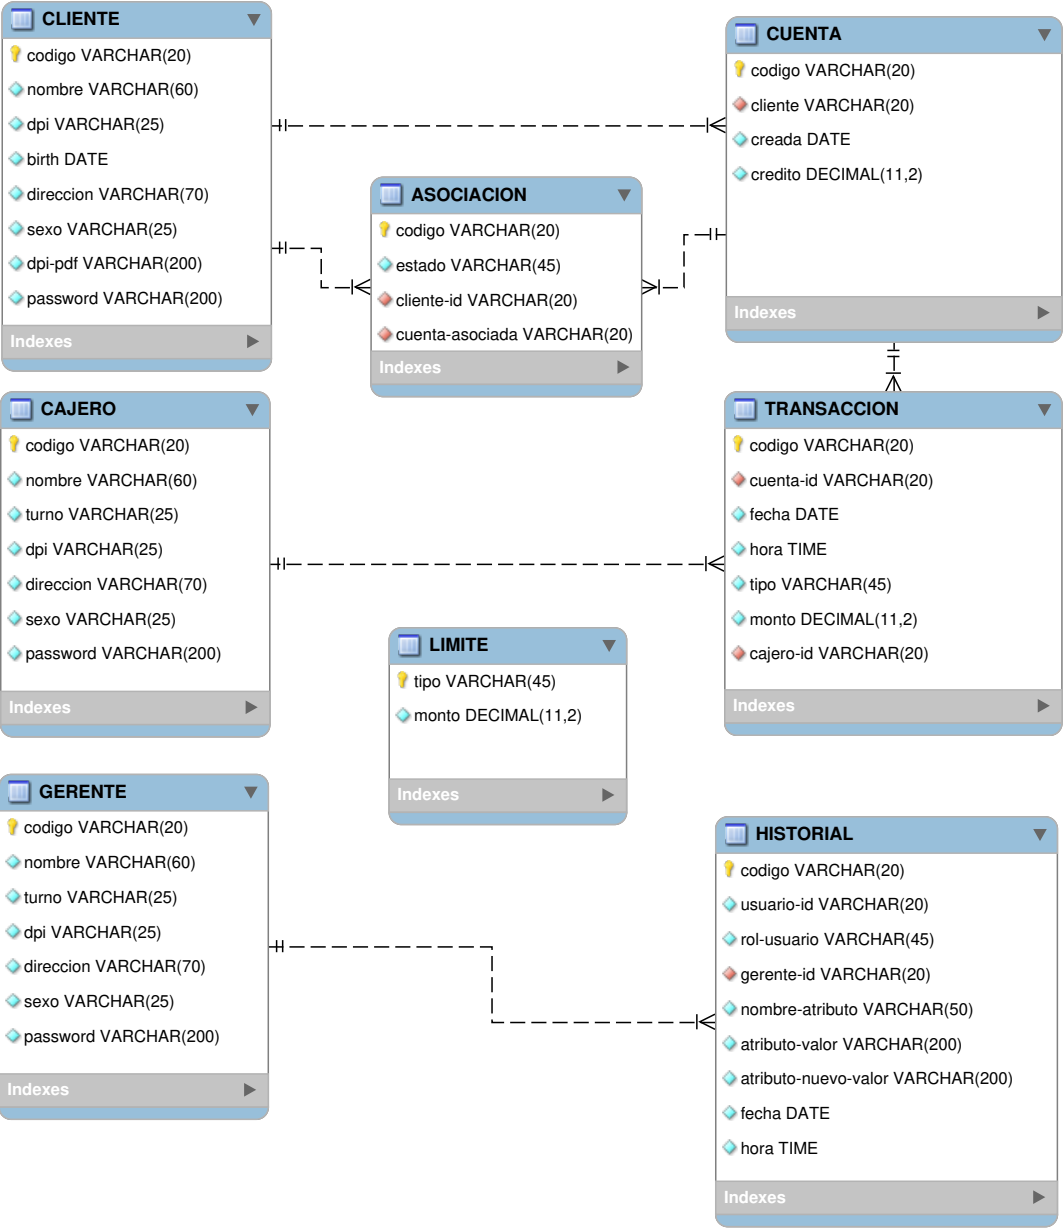 CLIENTE
codigo VARCHAR(20)
nombre VARCHAR(60)
dpi VARCHAR(25)
birth DATE
direccion VARCHAR(70)
sexo VARCHAR(25)
dpi-pdf VARCHAR(200)
password VARCHAR(200)
Indexes
CUENTA
codigo VARCHAR(20)
cliente VARCHAR(20)
creada DATE
credito DECIMAL(11,2)
Indexes
ASOCIACION
codigo VARCHAR(20)
estado VARCHAR(45)
cliente-id VARCHAR(20)
cuenta-asociada VARCHAR(20)
Indexes
CAJERO
codigo VARCHAR(20)
nombre VARCHAR(60)
turno VARCHAR(25)
dpi VARCHAR(25)
direccion VARCHAR(70)
sexo VARCHAR(25)
password VARCHAR(200)
Indexes
TRANSACCION
codigo VARCHAR(20)
cuenta-id VARCHAR(20)
fecha DATE
hora TIME
tipo VARCHAR(45)
monto DECIMAL(11,2)
cajero-id VARCHAR(20)
Indexes
LIMITE
tipo VARCHAR(45)
monto DECIMAL(11,2)
Indexes
GERENTE
codigo VARCHAR(20)
nombre VARCHAR(60)
turno VARCHAR(25)
dpi VARCHAR(25)
direccion VARCHAR(70)
sexo VARCHAR(25)
password VARCHAR(200)
Indexes
HISTORIAL
codigo VARCHAR(20)
usuario-id VARCHAR(20)
rol-usuario VARCHAR(45)
gerente-id VARCHAR(20)
nombre-atributo VARCHAR(50)
atributo-valor VARCHAR(200)
atributo-nuevo-valor VARCHAR(200)
fecha DATE
hora TIME
Indexes